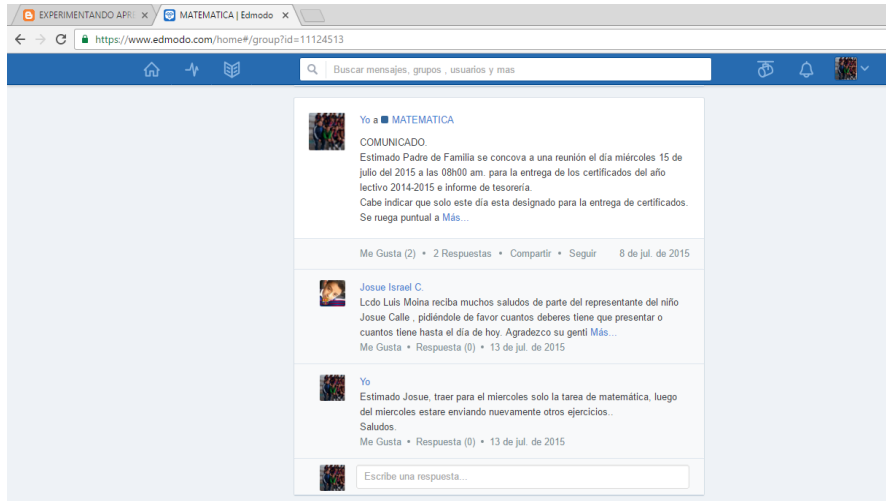 EXPERIMENTANDO APRE
MATEMATICA | Edmodo
https://www.edmodo.com/home#/group?id=11124513
Buscar mensajes, grupos , usuarios y mas
Yo a MATEMATICA
COMUNICADO.
Estimado Padre de Familia se concova a una reunión el día miércoles 15 de
julio del 2015 a las 08h00 am. para la entrega de los certificados del año
lectivo 2014-2015 e informe de tesorería.
Cabe indicar que solo este día esta designado para la entrega de certificados.
Se ruega puntual a Más...
Me Gusta (2) • 2 Respuestas • Compartir • Seguir 8 de jul. de 2015
Josue Israel C.
Lcdo Luis Moina reciba muchos saludos de parte del representante del niño
Josue Calle , pidiéndole de favor cuantos deberes tiene que presentar o
cuantos tiene hasta el día de hoy. Agradezco su genti Más...
Me Gusta • Respuesta (0) • 13 de jul. de 2015
Yo
Estimado Josue, traer para el miercoles solo la tarea de matemática, luego
del miercoles estare enviando nuevamente otros ejercicios..
Saludos.
Me Gusta • Respuesta (0) • 13 de jul. de 2015
Escribe una respuesta...